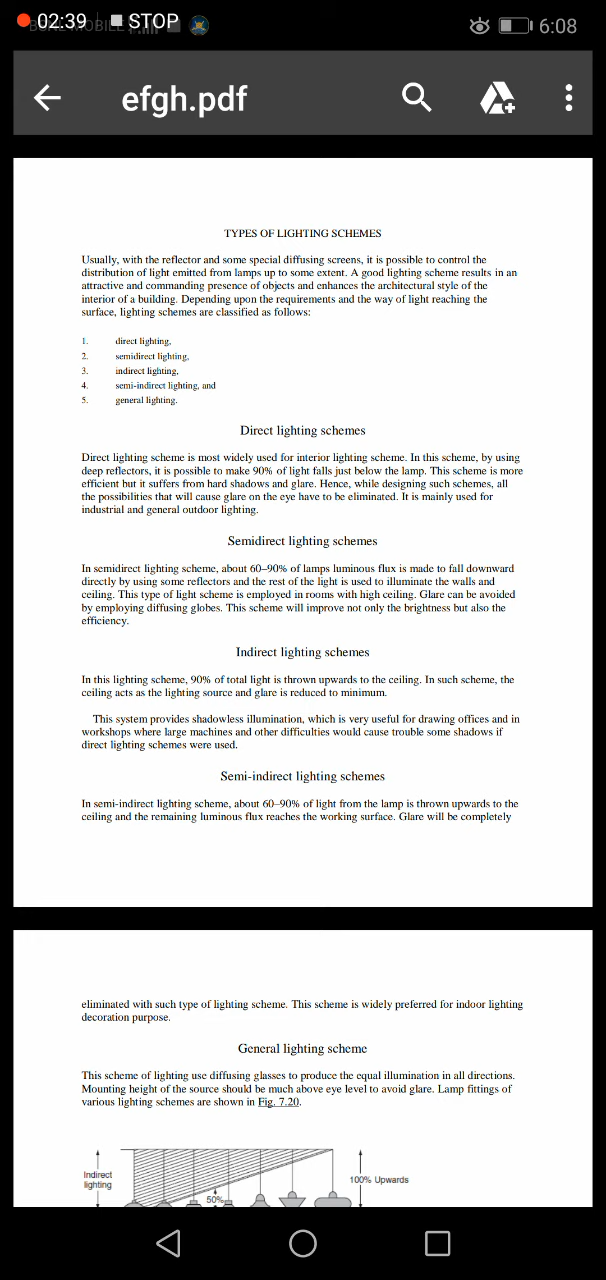 02:39 STOP 6:08
efgh.pdf
TYPES OF LIGHTING SCHEMES
Usually, with the reflector and some special diffusing screens, it is possible to control the
distribution of light emitted from lamps up to some extent. A good lighting scheme results in an
attractive and commanding presence of objects and enhances the architectural style of the
interior of a building. Depending upon the requirements and the way of light reaching the
surface, lighting schemes are classified as follows:
1. direct lighting,
2. semidirect lighting,
3. indirect lighting,
4. semi-indirect lighting, and
5. general lighting.
Direct lighting schemes
Direct lighting scheme is most widely used for interior lighting scheme. In this scheme, by using
deep reflectors, it is possible to make 90% of light falls just below the lamp. This scheme is more
efficient but it suffers from hard shadows and glare. Hence, while designing such schemes, all
the possibilities that will cause glare on the eye have to be eliminated. It is mainly used for
industrial and general outdoor lighting.
Semidirect lighting schemes
In semidirect lighting scheme, about 60–90% of lamps luminous flux is made to fall downward
directly by using some reflectors and the rest of the light is used to illuminate the walls and
ceiling. This type of light scheme is employed in rooms with high ceiling. Glare can be avoided
by employing diffusing globes. This scheme will improve not only the brightness but also the
efficiency.
Indirect lighting schemes
In this lighting scheme, 90% of total light is thrown upwards to the ceiling. In such scheme, the
ceiling acts as the lighting source and glare is reduced to minimum.
This system provides shadowless illumination, which is very useful for drawing offices and in
workshops where large machines and other difficulties would cause trouble some shadows if
direct lighting schemes were used.
Semi-indirect lighting schemes
In semi-indirect lighting scheme, about 60–90% of light from the lamp is thrown upwards to the
ceiling and the remaining luminous flux reaches the working surface. Glare will be completely
eliminated with such type of lighting scheme. This scheme is widely preferred for indoor lighting
decoration purpose.
General lighting scheme
This scheme of lighting use diffusing glasses to produce the equal illumination in all directions.
Mounting height of the source should be much above eye level to avoid glare. Lamp fittings of
various lighting schemes are shown in Fig. 7.20.
Indirect
lighting
100% Upwards
50%